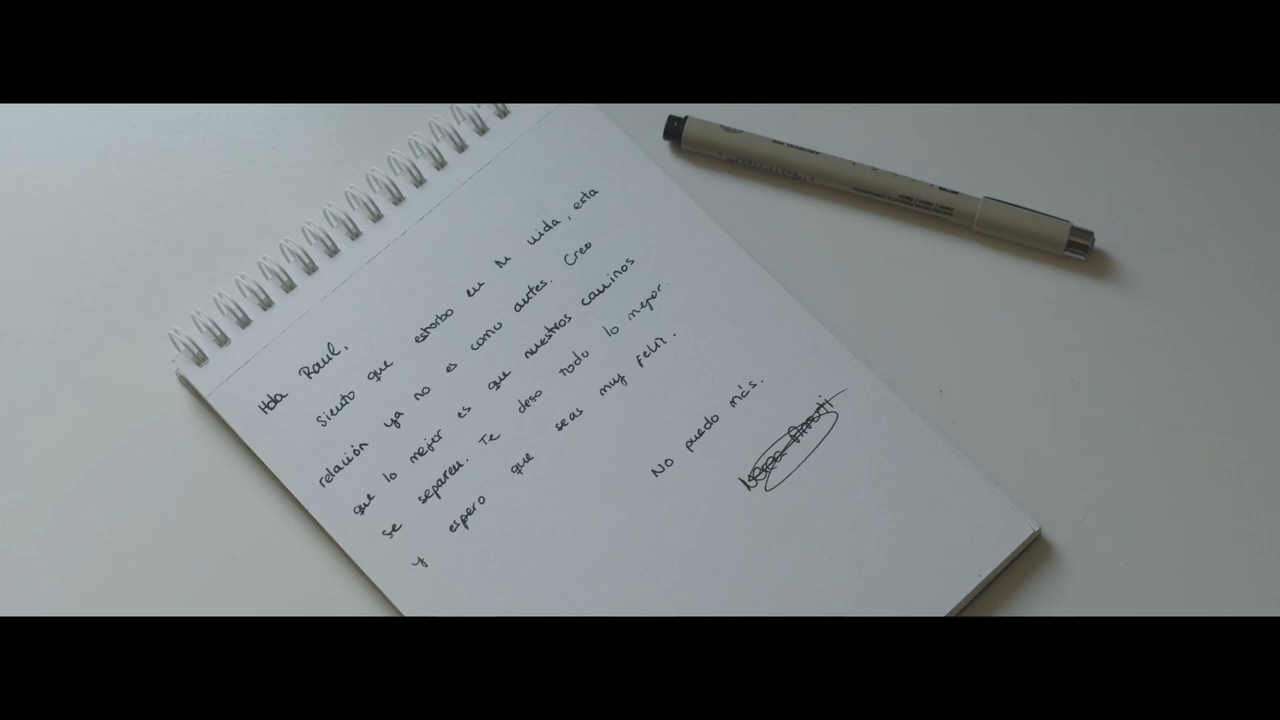 Hola Raul,
siento que estorbo en tu vida, esta
relación ya no es como antes. Creo
que lo mejor es que nuestros caminos
se separen. Te deso todo lo mejor.
y espero que seas muy feliz.
No puedo más.